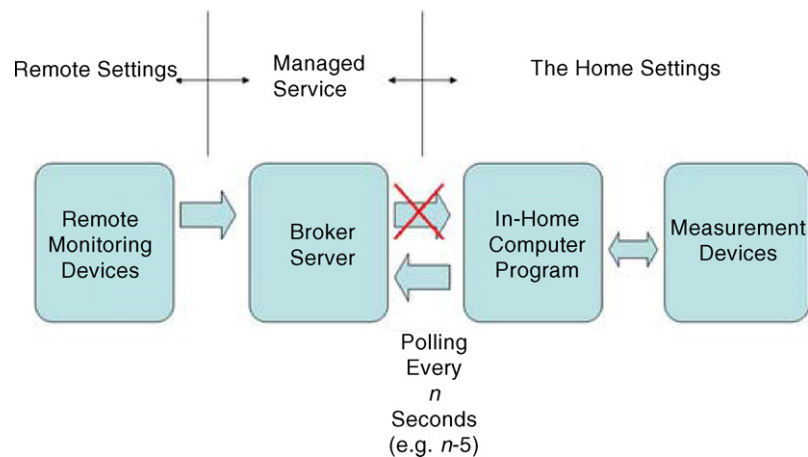 Remote Settings
Managed
Service
The Home Settings
Remote
Monitoring
Devices
Broker
Server
In-Home
Computer
Program
Measurement
Devices
Polling
Every
n
Seconds
(e.g. n-5)